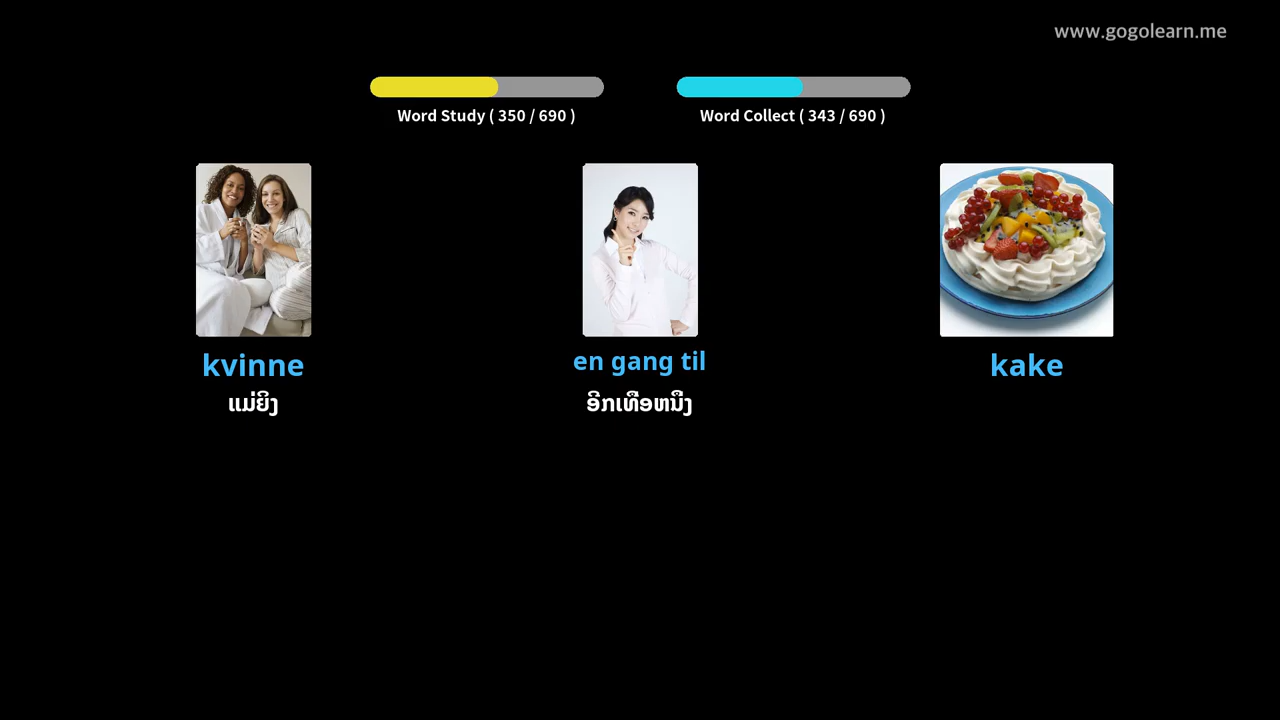 www.gogolearn.me
Word Study ( 350 / 690 )
Word Collect ( 343 / 690 )
kvinne
ແມ່ຍິງ
en gang til
ອີກເທື່ອຫນຶ່ງ
kake